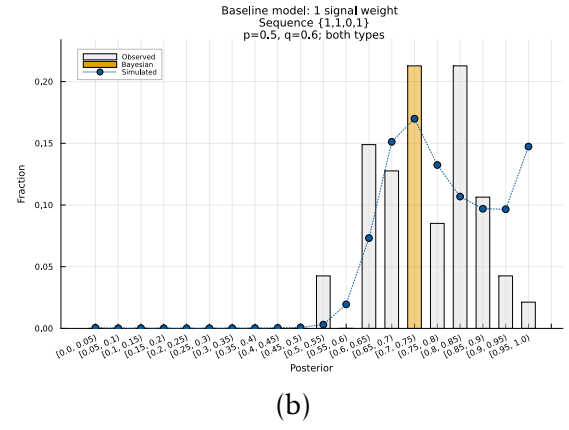 Baseline model: 1 signal weight
Sequence {1,1,0,1}
p=0.5, q=0.6; both types
Observed
Bayesian
Simulated
Fraction
0.20
0.15
0.10
0.05
0.00
[0.0, 0.05)
[0.05, 0.1)
[0.1, 0.15)
[0.15, 0.2)
[0.2, 0.25)
[0.25, 0.3)
[0.3, 0.35)
[0.35, 0.4)
[0.4, 0.45)
[0.45, 0.5)
[0.5, 0.55)
[0.55, 0.6)
[0.6, 0.65)
[0.65, 0.7)
[0.7, 0.75)
[0.75, 0.8)
[0.8, 0.85)
[0.85, 0.9)
[0.9, 0.95)
[0.95, 1.0)
Posterior
(b)